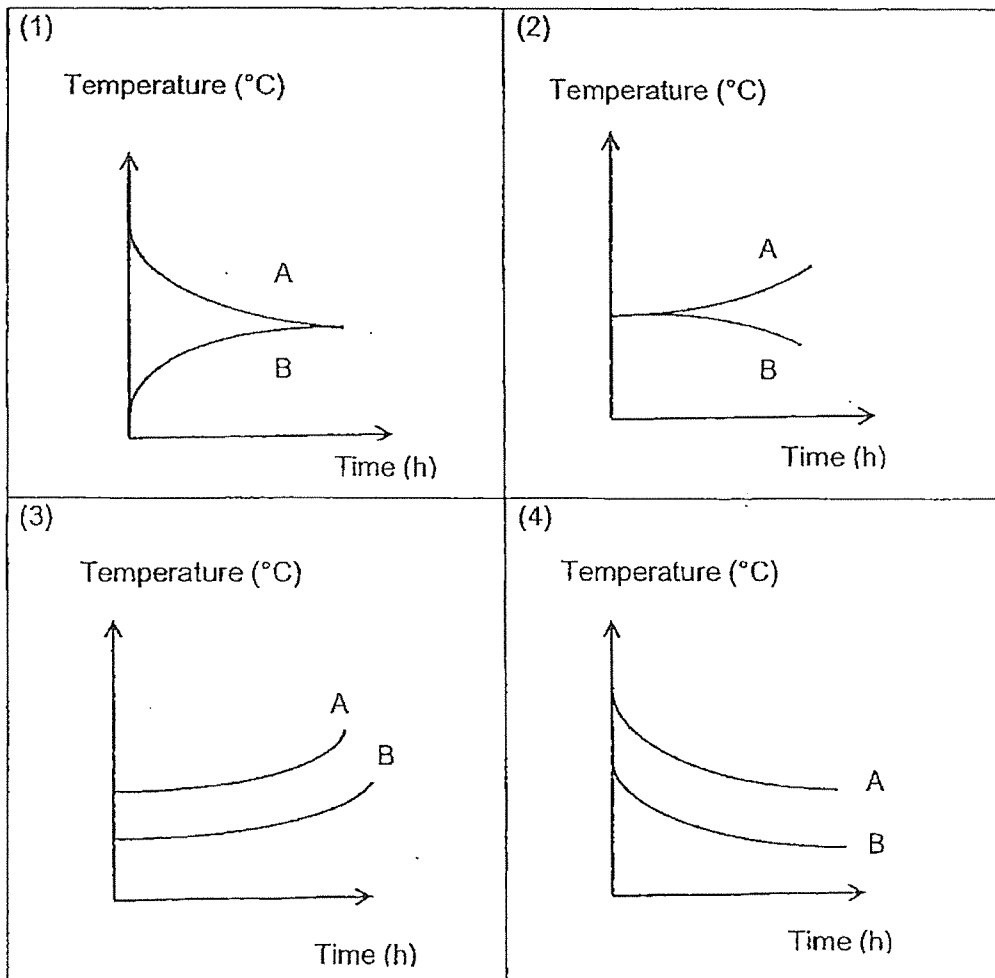 (1)
Temperature (°C)
A
B
Time (h)
(2)
Temperature (°C)
A
B
Time (h)
(3)
Temperature (°C)
A
B
Time (h)
(4)
Temperature (°C)
A
B
Time (h)